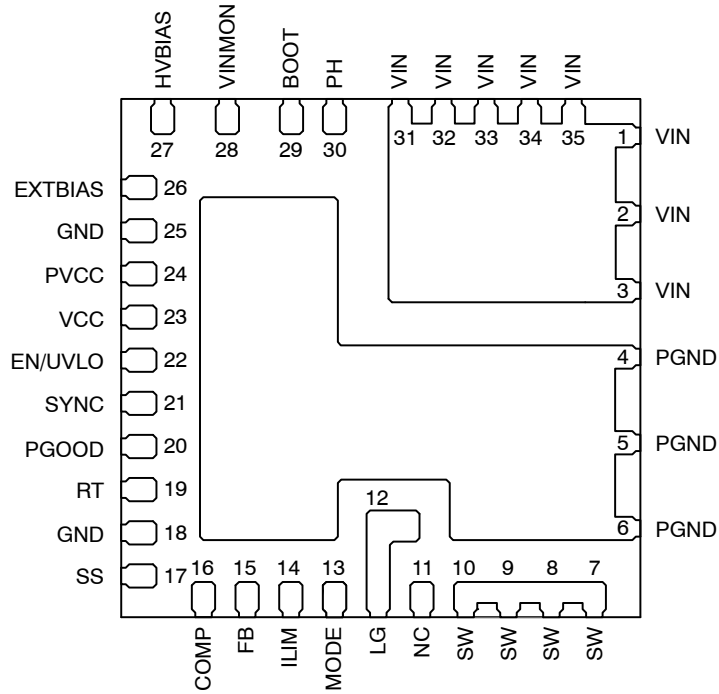 HVBIAS VINMON BOOT PH VIN VIN VIN VIN VIN
27 28 29 30 31 32 33 34 35
1 VIN
EXTBIAS 26
2 VIN
GND 25
PVCC 24
3 VIN
VCC 23
EN/UVLO 22
4 PGND
SYNC 21
PGOOD 20
5 PGND
RT 19
12
GND 18
6 PGND
SS 17
16 15 14 13 11 10 9 8 7
COMP FB ILIM MODE LG NC SW SW SW SW